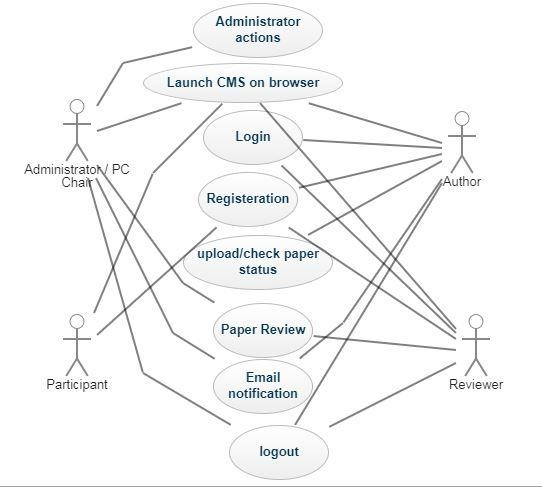 Administrator
actions
Launch CMS on browser
Login
Administrator / PC
Chair
Author
Registeration
upload/check paper
status
Paper Review
Participant
Email
notification
Reviewer
logout